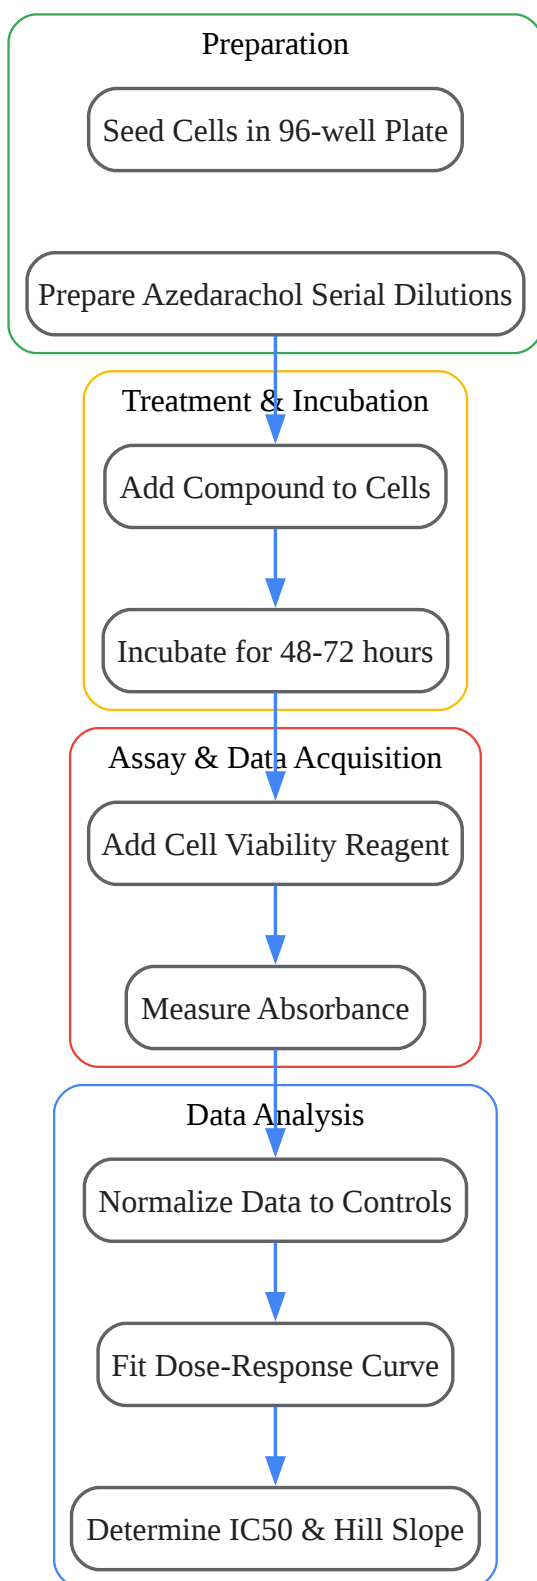 Preparation
Seed Cells in 96-well Plate
Prepare Azedarachol Serial Dilutions
Treatment & Incubation
Add Compound to Cells
Incubate for 48-72 hours
Assay & Data Acquisition
Add Cell Viability Reagent
Measure Absorbance
Data Analysis
Normalize Data to Controls
Fit Dose-Response Curve
Determine IC50 & Hill Slope